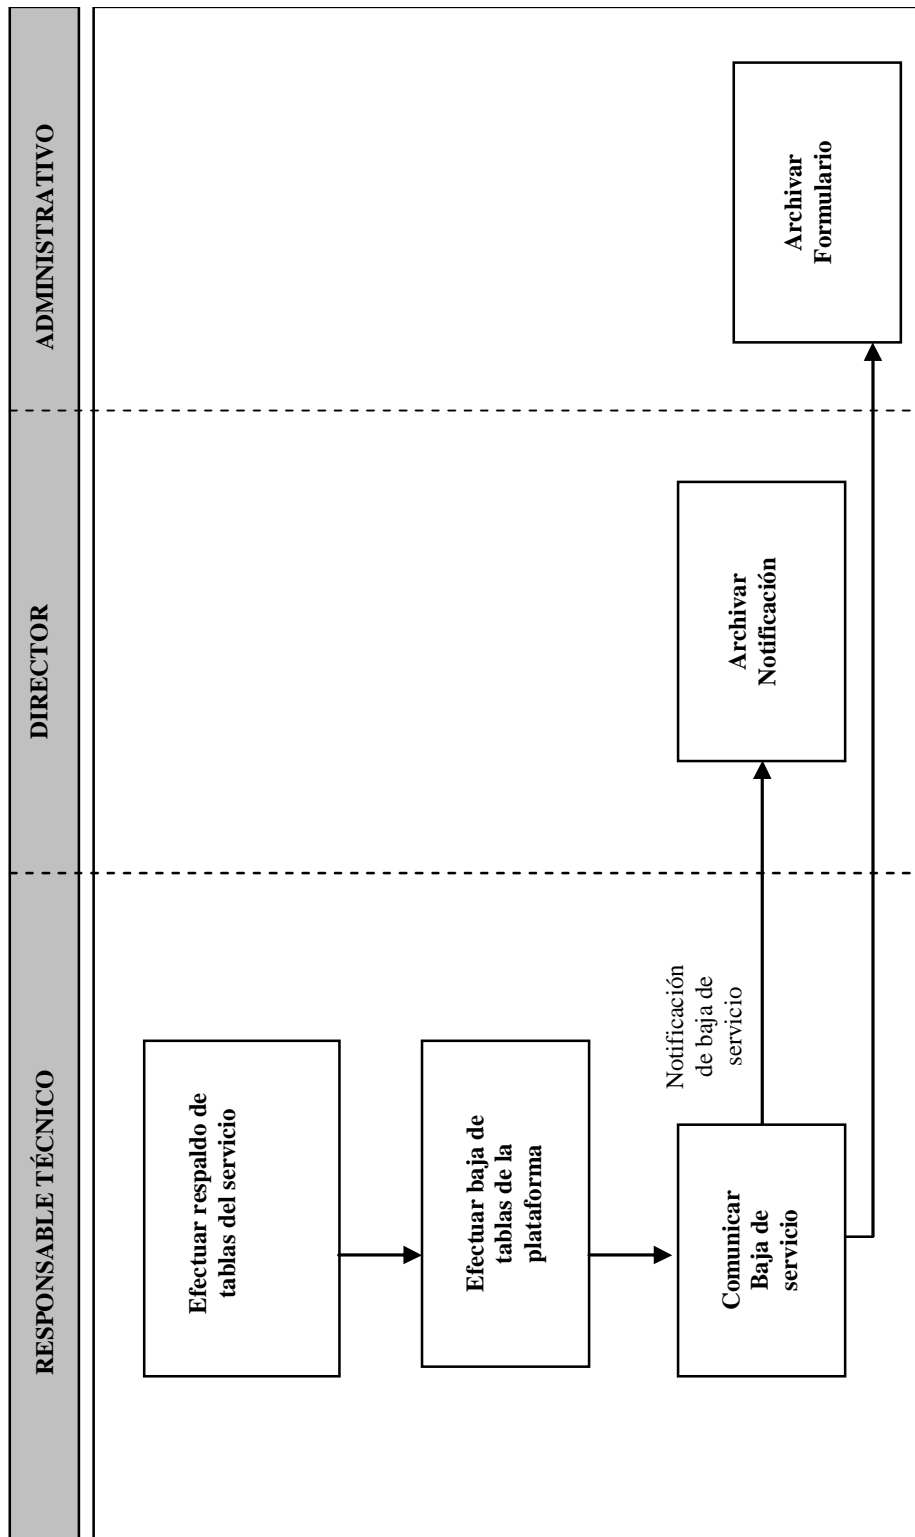 RESPONSABLE TÉCNICO
DIRECTOR
ADMINISTRATIVO
Efectuar respaldo de
tablas del servicio
Efectuar baja de
tablas de la
plataforma
Comunicar
Baja de
servicio
Notificación
de baja de
servicio
Archivar
Notificación
Archivar
Formulario